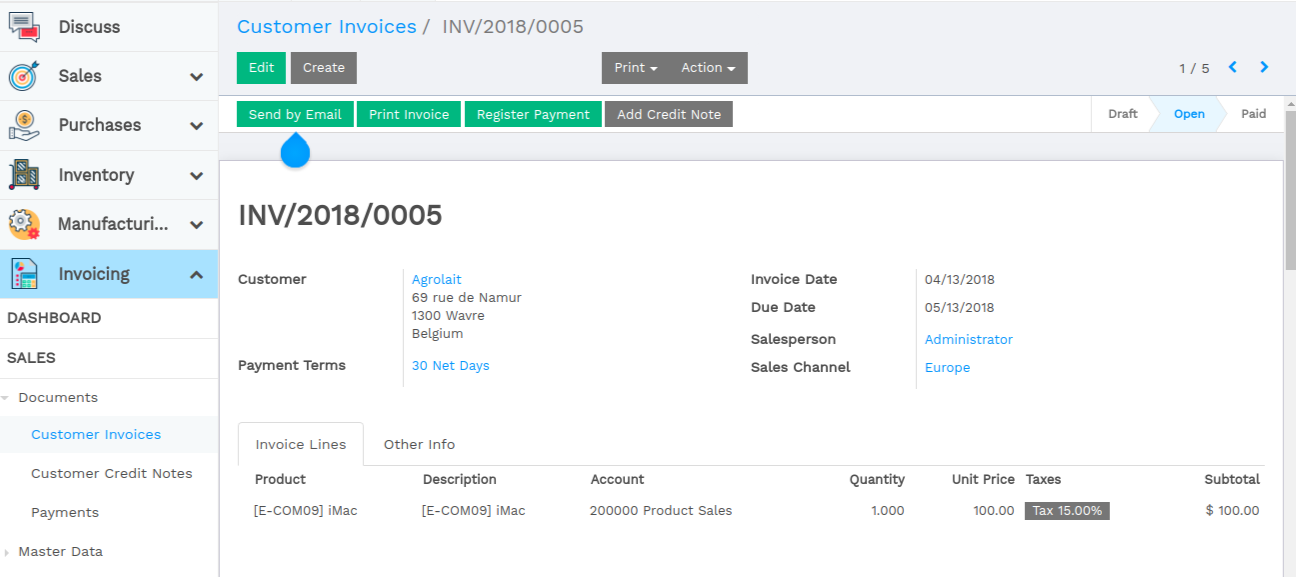 Discuss
Sales
Purchases
Inventory
Manufacturi...
Invoicing
DASHBOARD
SALES
Documents
Customer Invoices
Customer Credit Notes
Payments
Master Data
Customer Invoices / INV/2018/0005
Edit Create Print Action 1 / 5
Send by Email Print Invoice Register Payment Add Credit Note Draft Open Paid
INV/2018/0005
Customer Agrolait
69 rue de Namur
1300 Wavre
Belgium
Payment Terms 30 Net Days
Invoice Date 04/13/2018
Due Date 05/13/2018
Salesperson Administrator
Sales Channel Europe
Invoice Lines Other Info
Product Description Account Quantity Unit Price Taxes Subtotal
[E-COM09] iMac [E-COM09] iMac 200000 Product Sales 1.000 100.00 Tax 15.00% $ 100.00